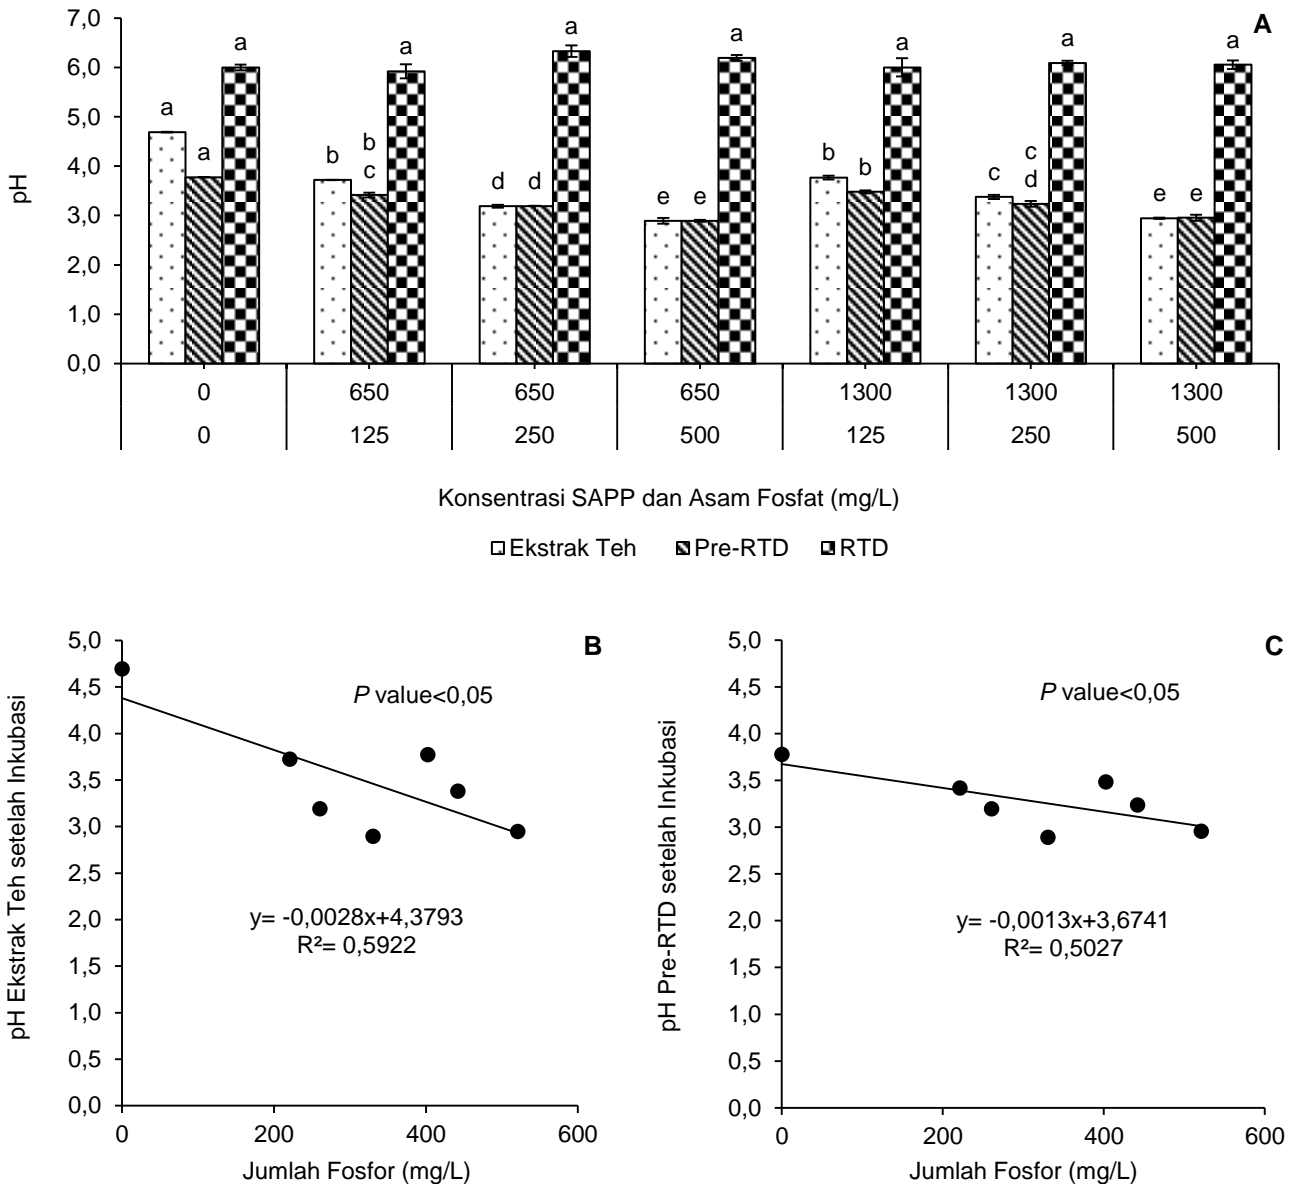 A
7,0
6,0
5,0
4,0
3,0
2,0
1,0
0,0
pH
a a a
b b c a
d d a
e e a
b b a
c c d a
e e a
0 650 650 650 1300 1300 1300
0 125 250 500 125 250 500
Konsentrasi SAPP dan Asam Fosfat (mg/L)
Ekstrak Teh Pre-RTD RTD
B
pH Ekstrak Teh setelah Inkubasi
5,0
4,5
4,0
3,5
3,0
2,5
2,0
1,5
1,0
0,5
0,0
P value<0,05
y= -0,0028x+4,3793
R²= 0,5922
0 200 400 600
Jumlah Fosfor (mg/L)
C
pH Pre-RTD setelah Inkubasi
5,0
4,5
4,0
3,5
3,0
2,5
2,0
1,5
1,0
0,5
0,0
P value<0,05
y= -0,0013x+3,6741
R²= 0,5027
0 200 400 600
Jumlah Fosfor (mg/L)